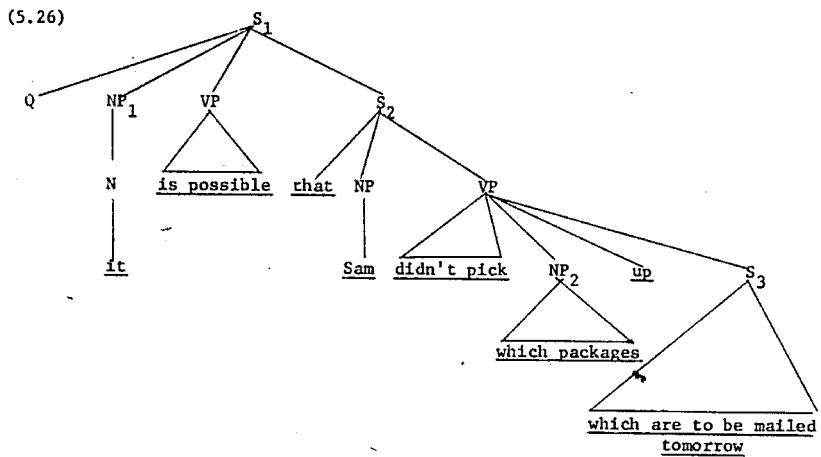 (5.26)
S1
Q NP1 VP S2
N is possible that NP VP
it Sam didn't pick NP2 up S3
which packages
which are to be mailed
tomorrow